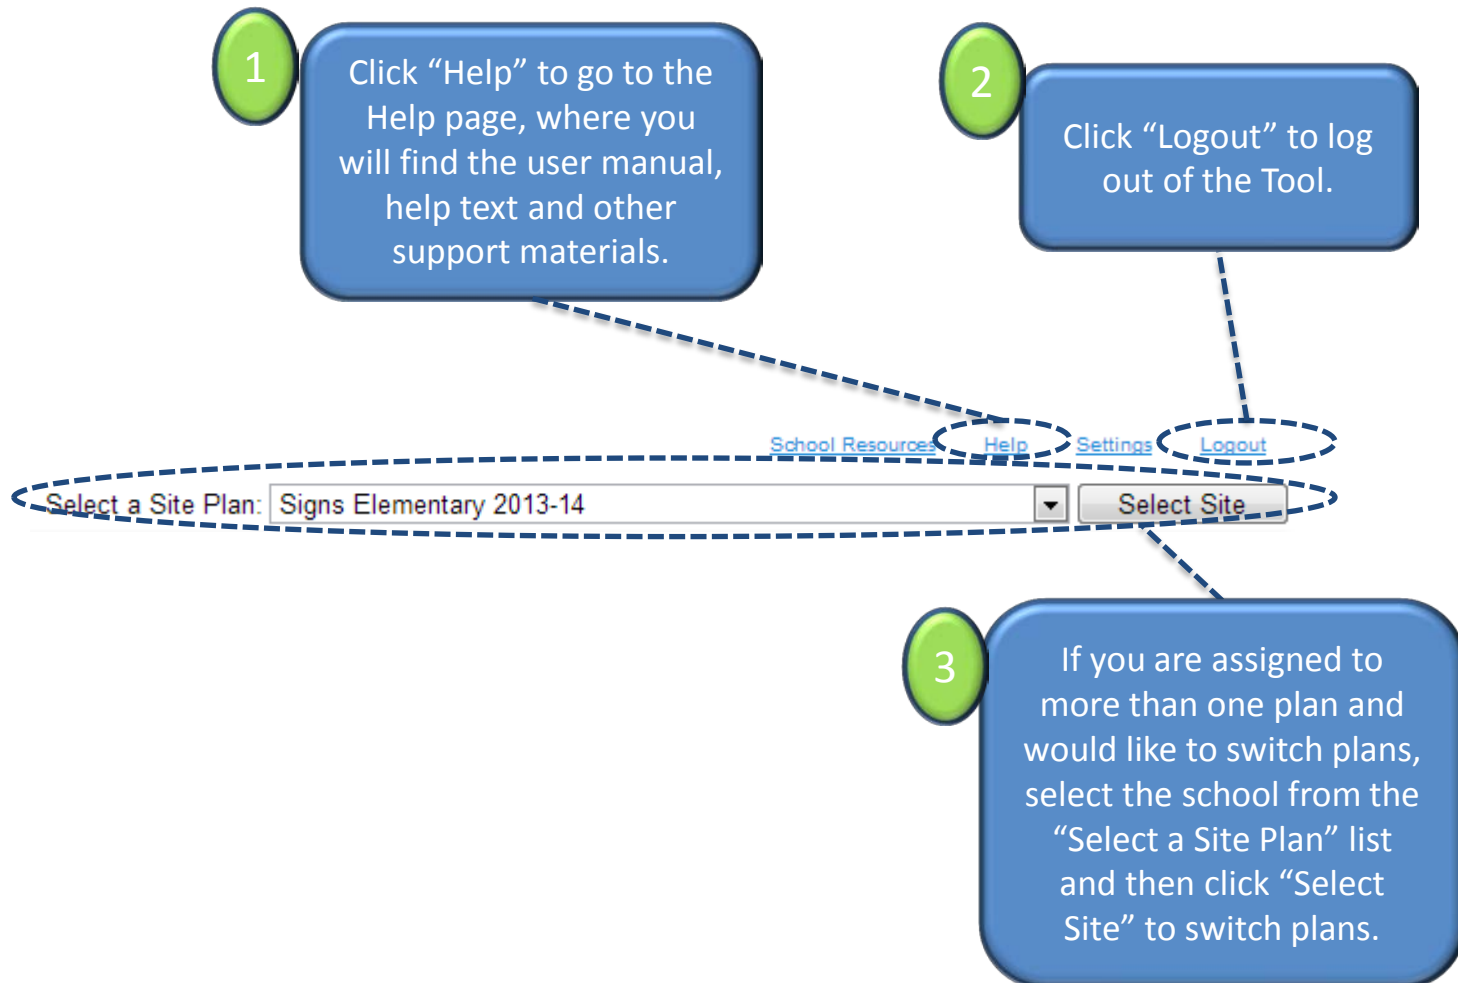 1
Click “Help” to go to the
Help page, where you
will find the user manual,
help text and other
support materials.
2
Click “Logout” to log
out of the Tool.
School Resources Help Settings Logout
Select a Site Plan: Signs Elementary 2013-14 Select Site
3
If you are assigned to
more than one plan and
would like to switch plans,
select the school from the
“Select a Site Plan” list
and then click “Select
Site” to switch plans.